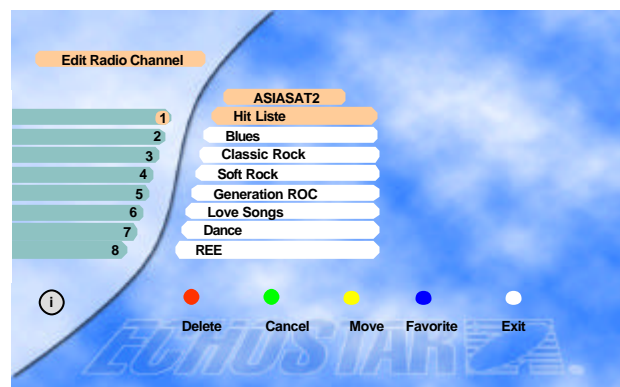 Edit Radio Channel
ASIASAT2
1 Hit Liste
2 Blues
3 Classic Rock
4 Soft Rock
5 Generation ROC
6 Love Songs
7 Dance
8 REE
i
Delete Cancel Move Favorite Exit
ECHOSTAR